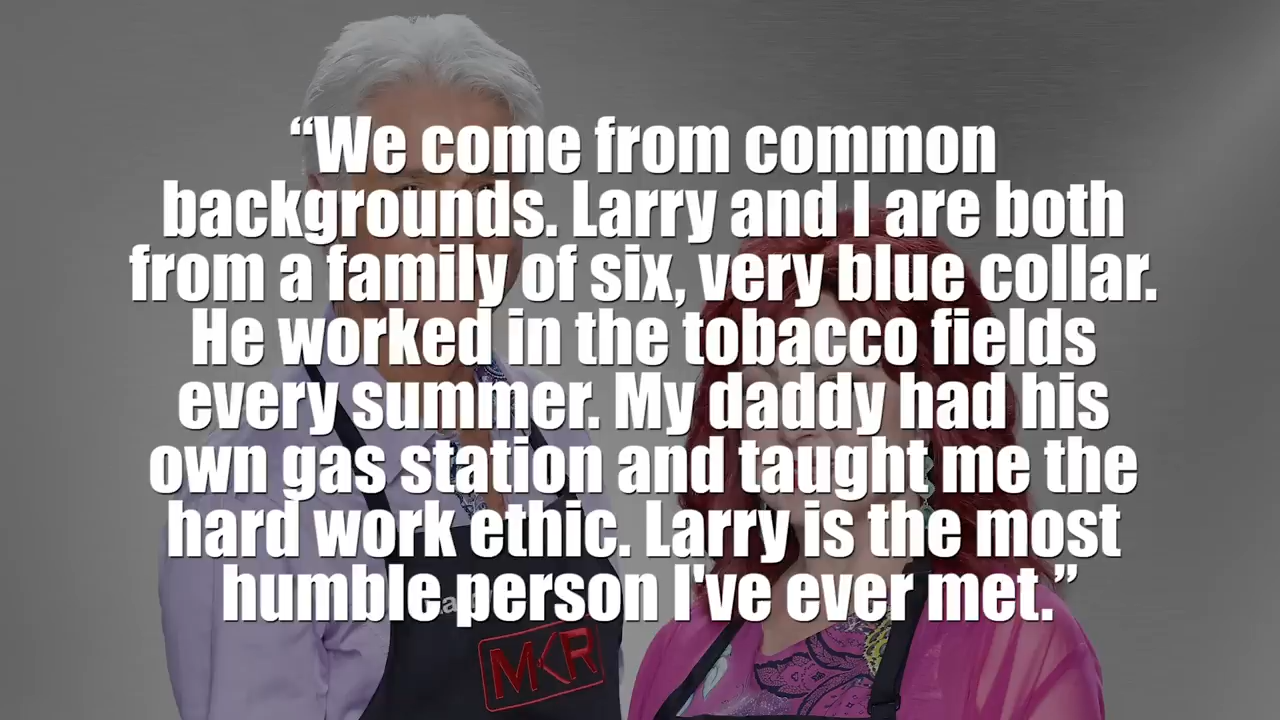 “We come from common
backgrounds. Larry and I are both
from a family of six, very blue collar.
He worked in the tobacco fields
every summer. My daddy had his
own gas station and taught me the
hard work ethic. Larry is the most
humble person I've ever met.”
MKR